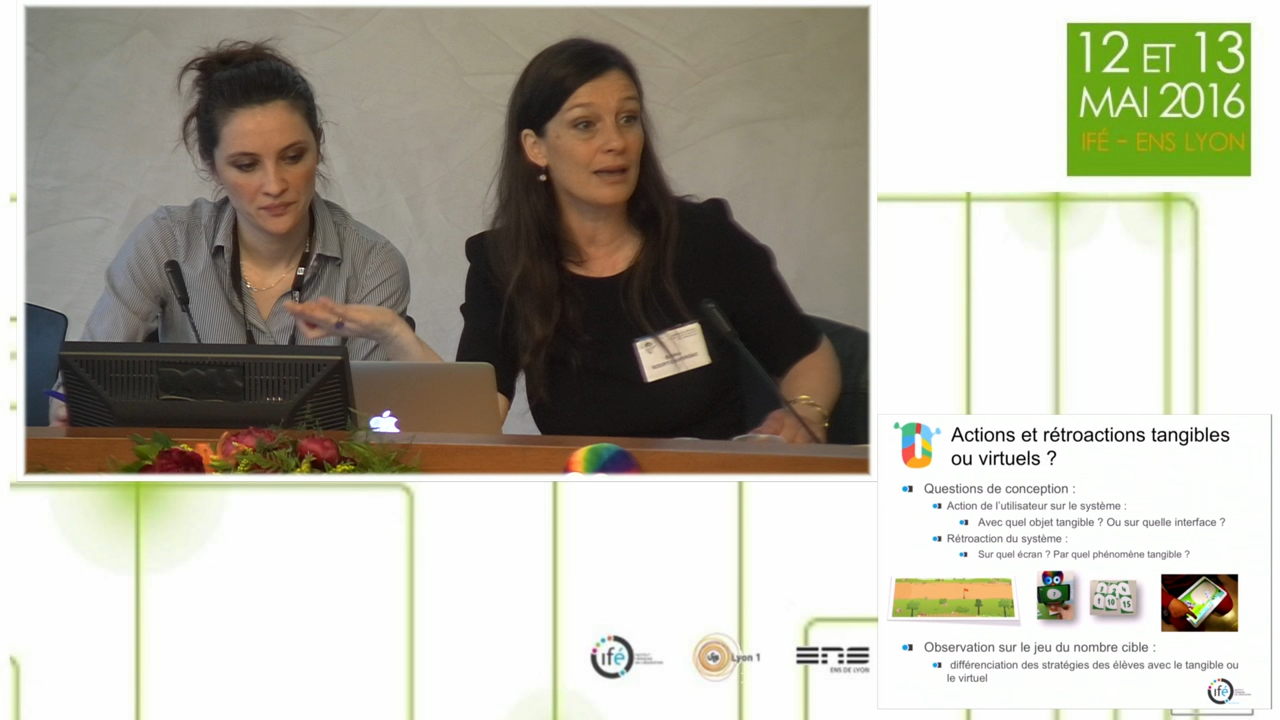 12 ET 13
MAI 2016
IFÉ - ENS LYON
Actions et rétroactions tangibles
ou virtuels ?
Questions de conception :
Action de l'utilisateur sur le système :
Avec quel objet tangible ? Ou sur quelle interface ?
Rétroaction du système :
Sur quel écran ? Par quel phénomène tangible ?
Observation sur le jeu du nombre cible :
différenciation des stratégies des élèves avec le tangible ou
le virtuel
ifé
ifé
Lyon 1
ENS
ENS DE LYON